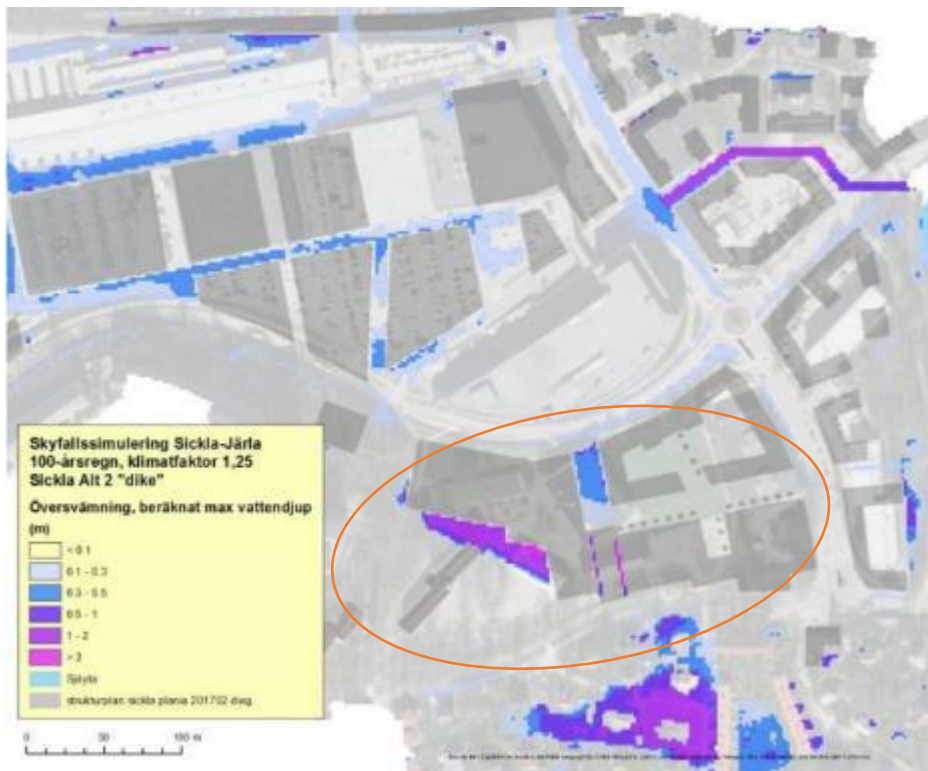 Skyfallssimulering Sickla-Järla
100-årsregn, klimatfaktor 1,25
Sickla Alt 2 "dike"
Översvämning, beräknat max vattendjup
(m)
< 0.1
0.1 - 0.3
0.3 - 0.5
0.5 - 1
1 - 2
> 2
Sjöyta
strukturplan sickla plania 201702 dwg
0 50 100 m